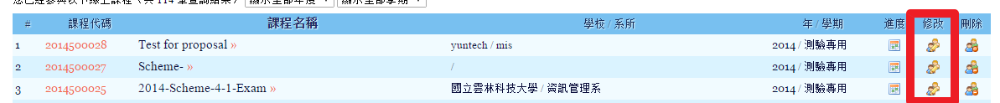 您已經參與以下線上課程（共 114 筆查詢結果） 顯示全部年度 顯示全部學期
# 課程代碼 課程名稱 學校 / 系所 年 / 學期 進度 修改 刪除
1 2014500028 Test for proposal » yuntech / mis 2014 / 測驗專用
2 2014500027 Scheme- » / 2014 / 測驗專用
3 2014500025 2014-Scheme-4-1-Exam » 國立雲林科技大學 / 資訊管理系 2014 / 測驗專用